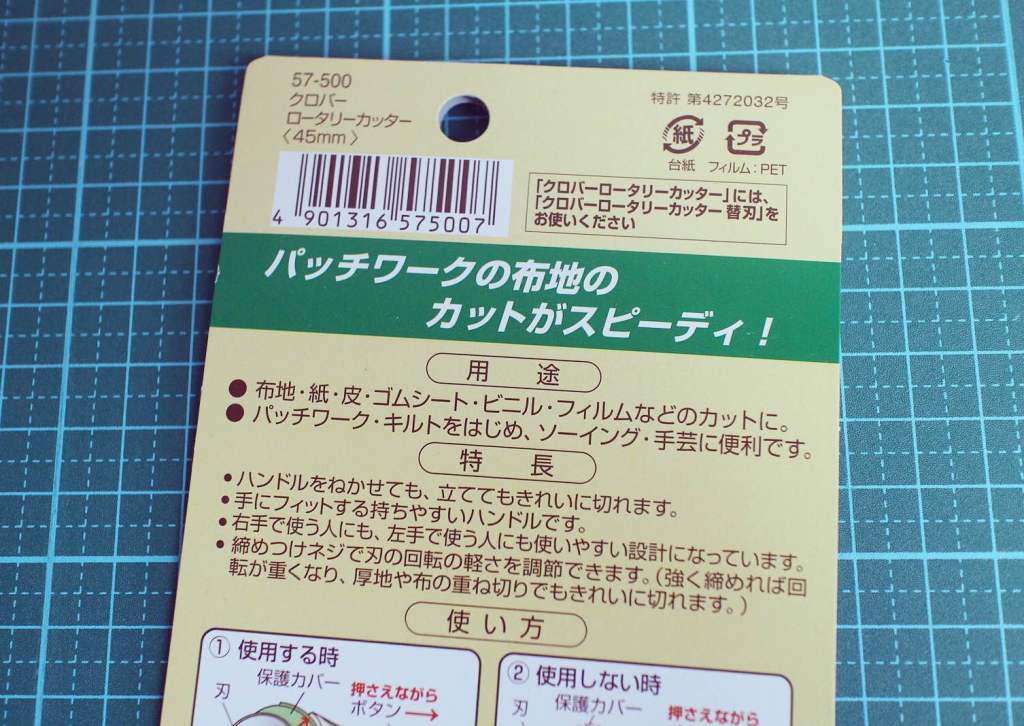 57-500
クロバー
ロータリーカッター
〈45mm〉
4 901316 575007
特許 第4272032号
紙
プラ
台紙 フィルム:PET
「クロバーロータリーカッター」には、
「クロバーロータリーカッター 替刃」を
お使いください
パッチワークの布地の
カットがスピーディ!
用途
● 布地・紙・皮・ゴムシート・ビニル・フィルムなどのカットに。
● パッチワーク・キルトをはじめ、ソーイング・手芸に便利です。
特長
• ハンドルをねかせても、立ててもきれいに切れます。
• 手にフィットする持ちやすいハンドルです。
• 右手で使う人にも、左手で使う人にも使いやすい設計になっています。
• 締めつけネジで刃の回転の軽さを調節できます。(強く締めれば回
転が重くなり、厚地や布の重ね切りでもきれいに切れます。)
使い方
① 使用する時
保護カバー
刃
押さえながら
ボタン→
② 使用しない時
保護カバー
刃
押さえながら